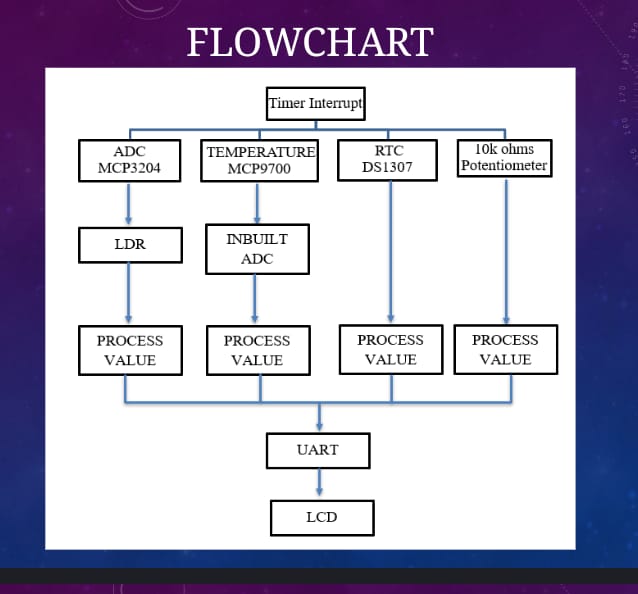 FLOWCHART
Timer Interrupt
ADC
MCP3204
TEMPERATURE
MCP9700
RTC
DS1307
10k ohms
Potentiometer
LDR
INBUILT
ADC
PROCESS
VALUE
PROCESS
VALUE
PROCESS
VALUE
PROCESS
VALUE
UART
LCD